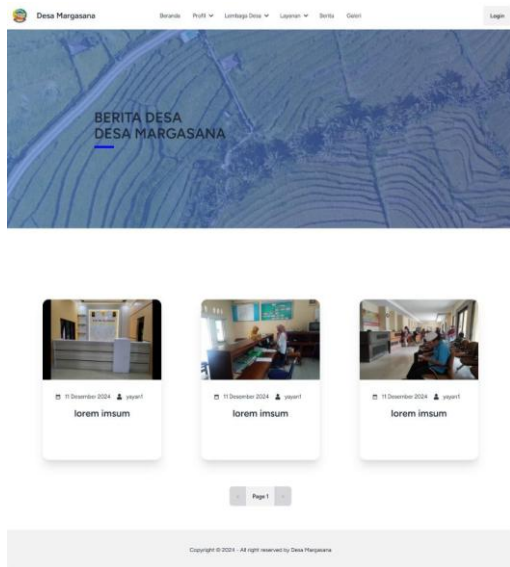 Desa Margasana
Beranda Profil Lembaga Desa Layanan Berita Galeri
Login
BERITA DESA
DESA MARGASANA
11 Desember 2024 yayan1
lorem imsum
11 Desember 2024 yayan1
lorem imsum
11 Desember 2024 yayan1
lorem imsum
« Page 1 »
Copyright © 2024 - All right reserved by Desa Margasana